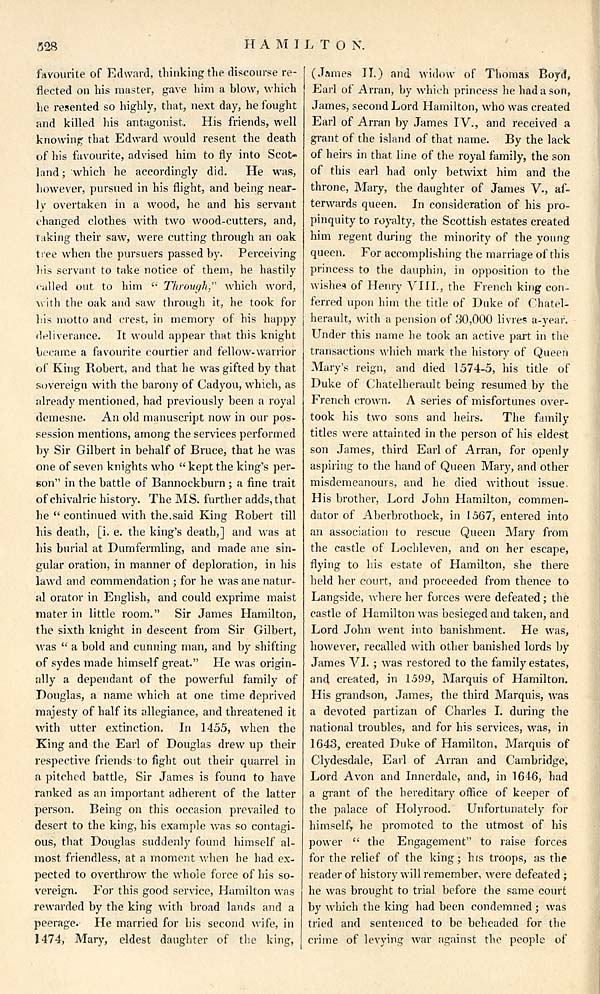 528
HAMILTON.
favourite of Edward, thinking the discourse re-
flected on his master, gave him a blow, which
he resented so highly, that, next day, he fought
and killed his antagonist. His friends, well
knowing that Edward would resent the death
of his favourite, advised him to fly into Scot-
land; which he accordingly did. He was,
however, pursued in his flight, and being near-
ly overtaken in a wood, he and his servant
changed clothes with two wood-cutters, and,
taking their saw, were cutting through an oak
tree when the pursuers passed by. Perceiving
his servant to take notice of them, he hastily
called out to him " Through," which word,
with the oak and saw through it, he took for
his motto and crest, in memory of his happy
deliverance. It would appear that this knight
became a favourite courtier and fellow-warrior
of King Robert, and that he was gifted by that
sovereign with the barony of Cadyou, which, as
already mentioned, had previously been a royal
demesne. An old manuscript now in our pos-
session mentions, among the services performed
by Sir Gilbert in behalf of Bruce, that he was
one of seven knights who "kept the king's per-
son" in the battle of Bannockburn; a fine trait
of chivalric history. The MS. further adds, that
he "continued with the said King Robert till
his death, [i. e. the king's death,] and was at
his burial at Dumfermling, and made ane sin-
gular oration, in manner of deploration, in his
lawd and commendation; for he was ane natur-
al orator in English, and could exprime maist
mater in little room." Sir James Hamilton,
the sixth knight in descent from Sir Gilbert,
was "a bold and cunning man, and by shifting
of sydes made himself great." He was origin-
ally a dependant of the powerful family of
Douglas, a name which at one time deprived
majesty of half its allegiance, and threatened it
with utter extinction. In 1455, when the
King and the Earl of Douglas drew up their
respective friends to fight out their quarrel in
a pitched battle, Sir James is found to have
ranked as an important adherent of the latter
person. Being on this occasion prevailed to
desert to the king, his example was so contagi-
ous, that Douglas suddenly found himself al-
most friendless, at a moment when he had ex-
pected to overthrow the whole force of his so-
vereign. For this good service, Hamilton was
rewarded by the king with broad lands and a
peerage. He married for his second wife, in
1474, Mary, eldest daughter of the king,
(James II.) and widow of Thomas Boyd,
Earl of Arran, by which princess he had a son,
James, second Lord Hamilton, who was created
Earl of Arran by James IV., and received a
grant of the island of that name. By the lack
of heirs in that line of the royal family, the son
of this earl had only betwixt him and the
throne, Mary, the daughter of James V., af-
terwards queen. In consideration of his pro-
pinquity to royalty, the Scottish estates created
him regent during the minority of the young
queen. For accomplishing the marriage of this
princess to the dauphin, in opposition to the
wishes of Henry VIII., the French king con-
ferred upon him the title of Duke of Chatel-
herault, with a pension of 30,000 livres a-year.
Under this name he took an active part in the
transactions which mark the history of Queen
Mary's reign, and died 1574-5, his title of
Duke of Chatelherault being resumed by the
French crown. A series of misfortunes over-
took his two sons and heirs. The family
titles were attainted in the person of his eldest
son James, third Earl of Arran, for openly
aspiring to the hand of Queen Mary, and other
misdemeanours, and he died without issue.
His brother, Lord John Hamilton, commen-
dator of Aberbrothock, in 1567, entered into
an association to rescue Queen Mary from
the castle of Lochleven, and on her escape,
flying to his estate of Hamilton, she there
held her court, and proceeded from thence to
Langside, where her forces were defeated; the
castle of Hamilton was besieged and taken, and
Lord John went into banishment. He was,
however, recalled with other banished lords by
James VI.; was restored to the family estates,
and created, in 1599, Marquis of Hamilton.
His grandson, James, the third Marquis, was
a devoted partizan of Charles I. during the
national troubles, and for his services, was, in
1643, created Duke of Hamilton, Marquis of
Clydesdale, Earl of Arran and Cambridge,
Lord Avon and Innerdale, and, in 1646, had
a grant of the hereditary office of keeper of
the palace of Holyrood. Unfortunately for
himself, he promoted to the utmost of his
power " the Engagement" to raise forces
for the relief of the king; his troops, as the
reader of history will remember, were defeated;
he was brought to trial before the same court
by which the king had been condemned; was
tried and sentenced to be beheaded for the
crime of levying war against the people of